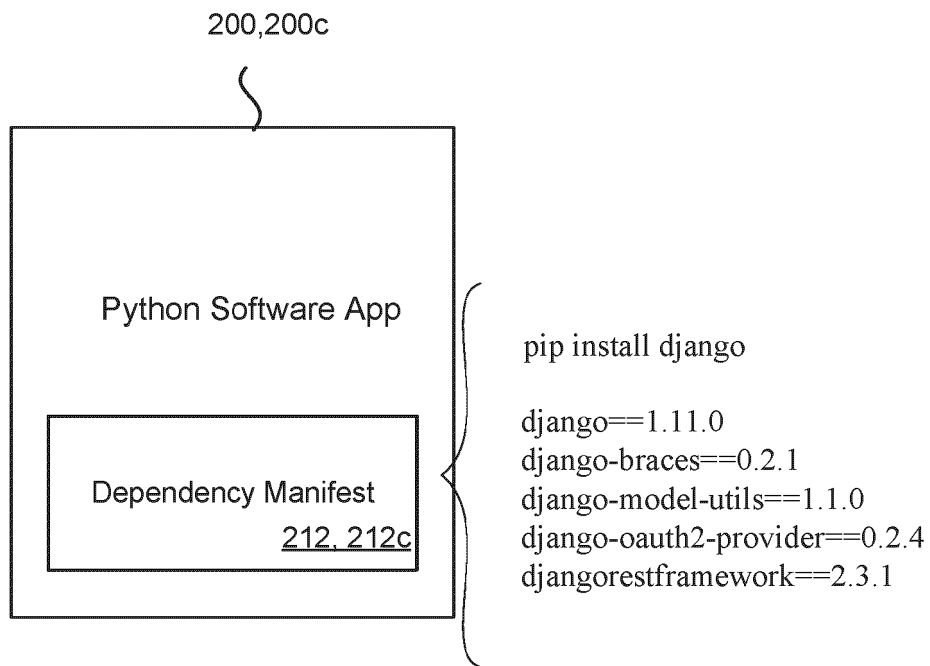 200,200c
Python Software App
Dependency Manifest
212, 212c
pip install django
django==1.11.0
django-braces==0.2.1
django-model-utils==1.1.0
django-oauth2-provider==0.2.4
djangorestframework==2.3.1